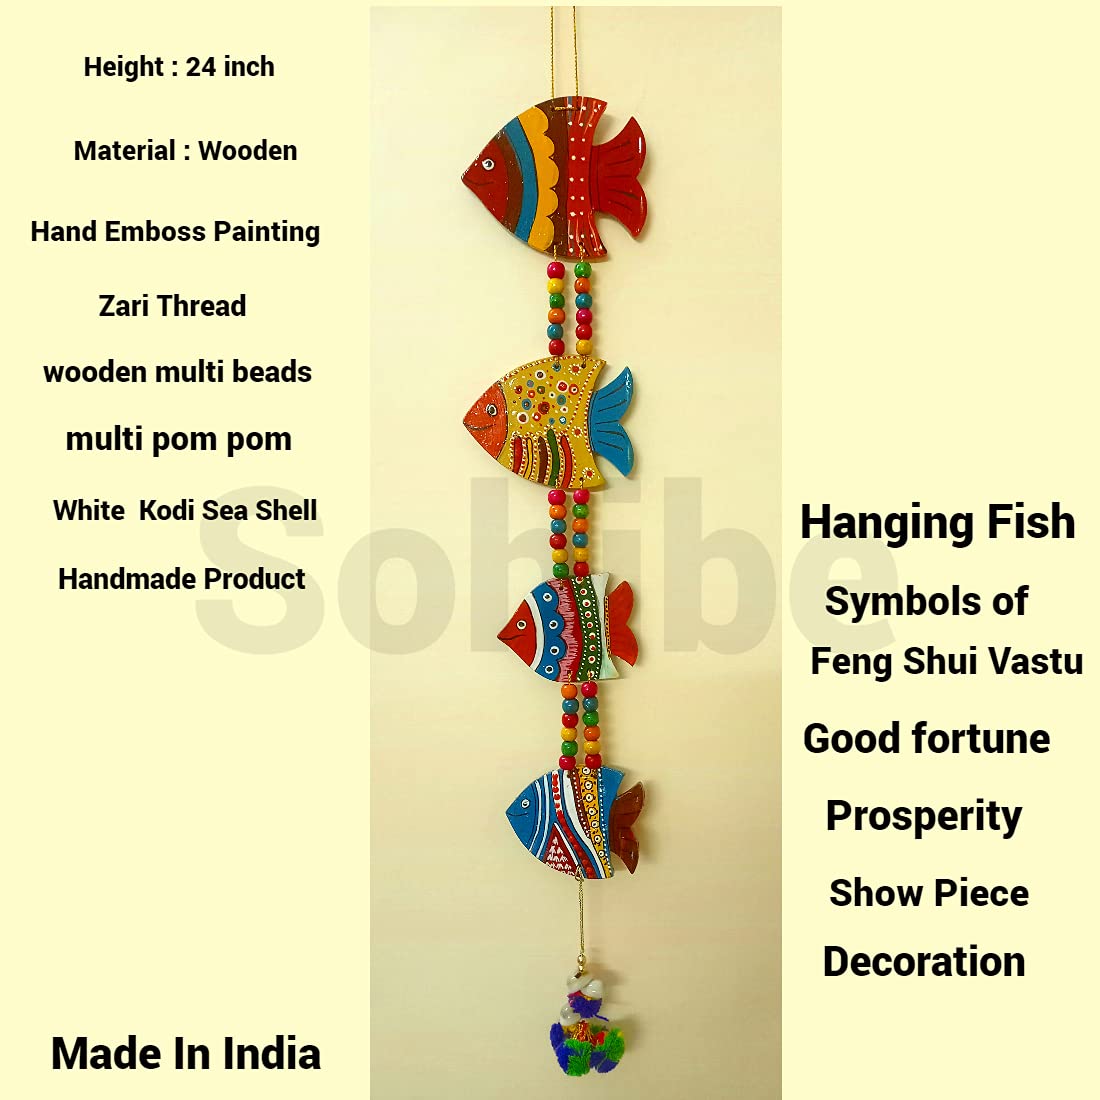 Height : 24 inch
Material : Wooden
Hand Emboss Painting
Zari Thread
wooden multi beads
multi pom pom
White Kodi Sea Shell
Handmade Product
Made In India
Sohibe
Hanging Fish
Symbols of
Feng Shui Vastu
Good fortune
Prosperity
Show Piece
Decoration